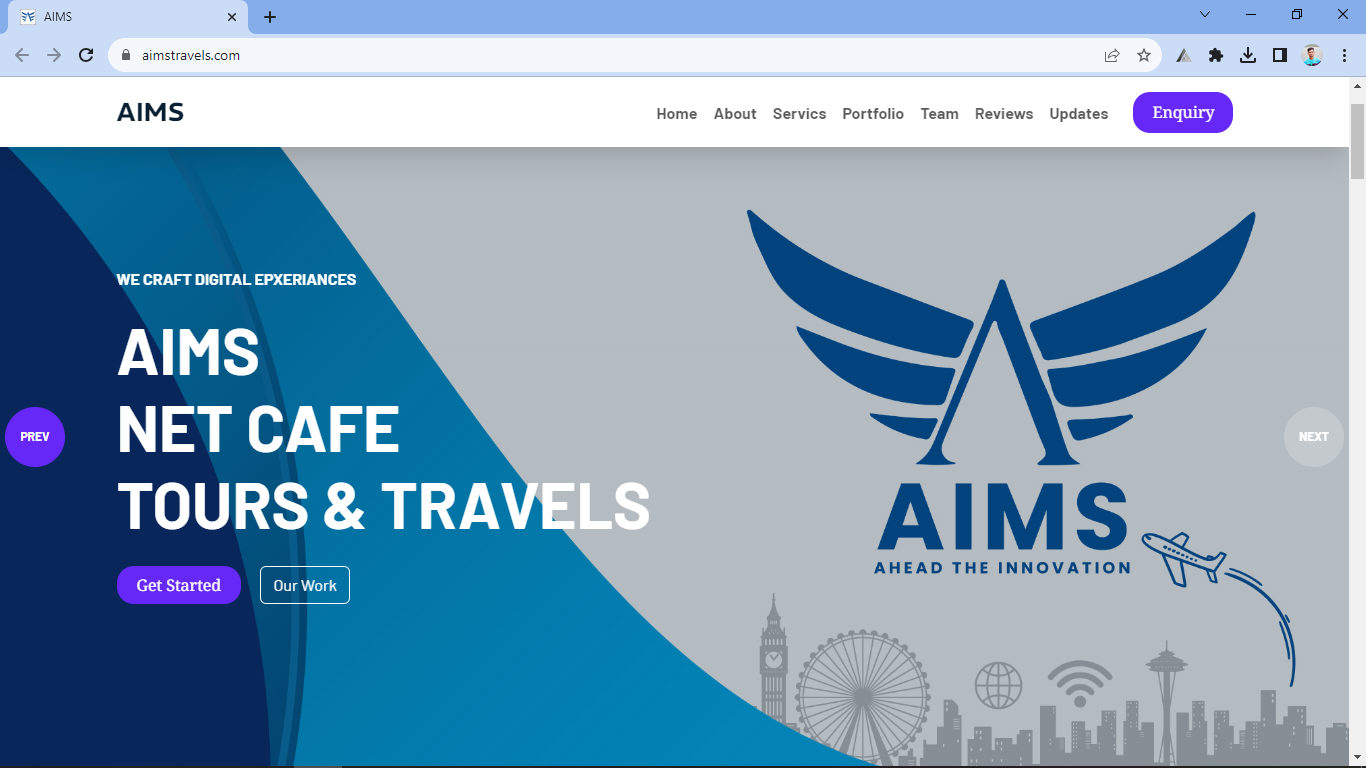 AIMS
aimstravels.com
AIMS
Home About Servics Portfolio Team Reviews Updates Enquiry
WE CRAFT DIGITAL EPXERIANCES
AIMS
NET CAFE
TOURS & TRAVELS
PREV
Get Started Our Work
AIMS
AHEAD THE INNOVATION
NEXT